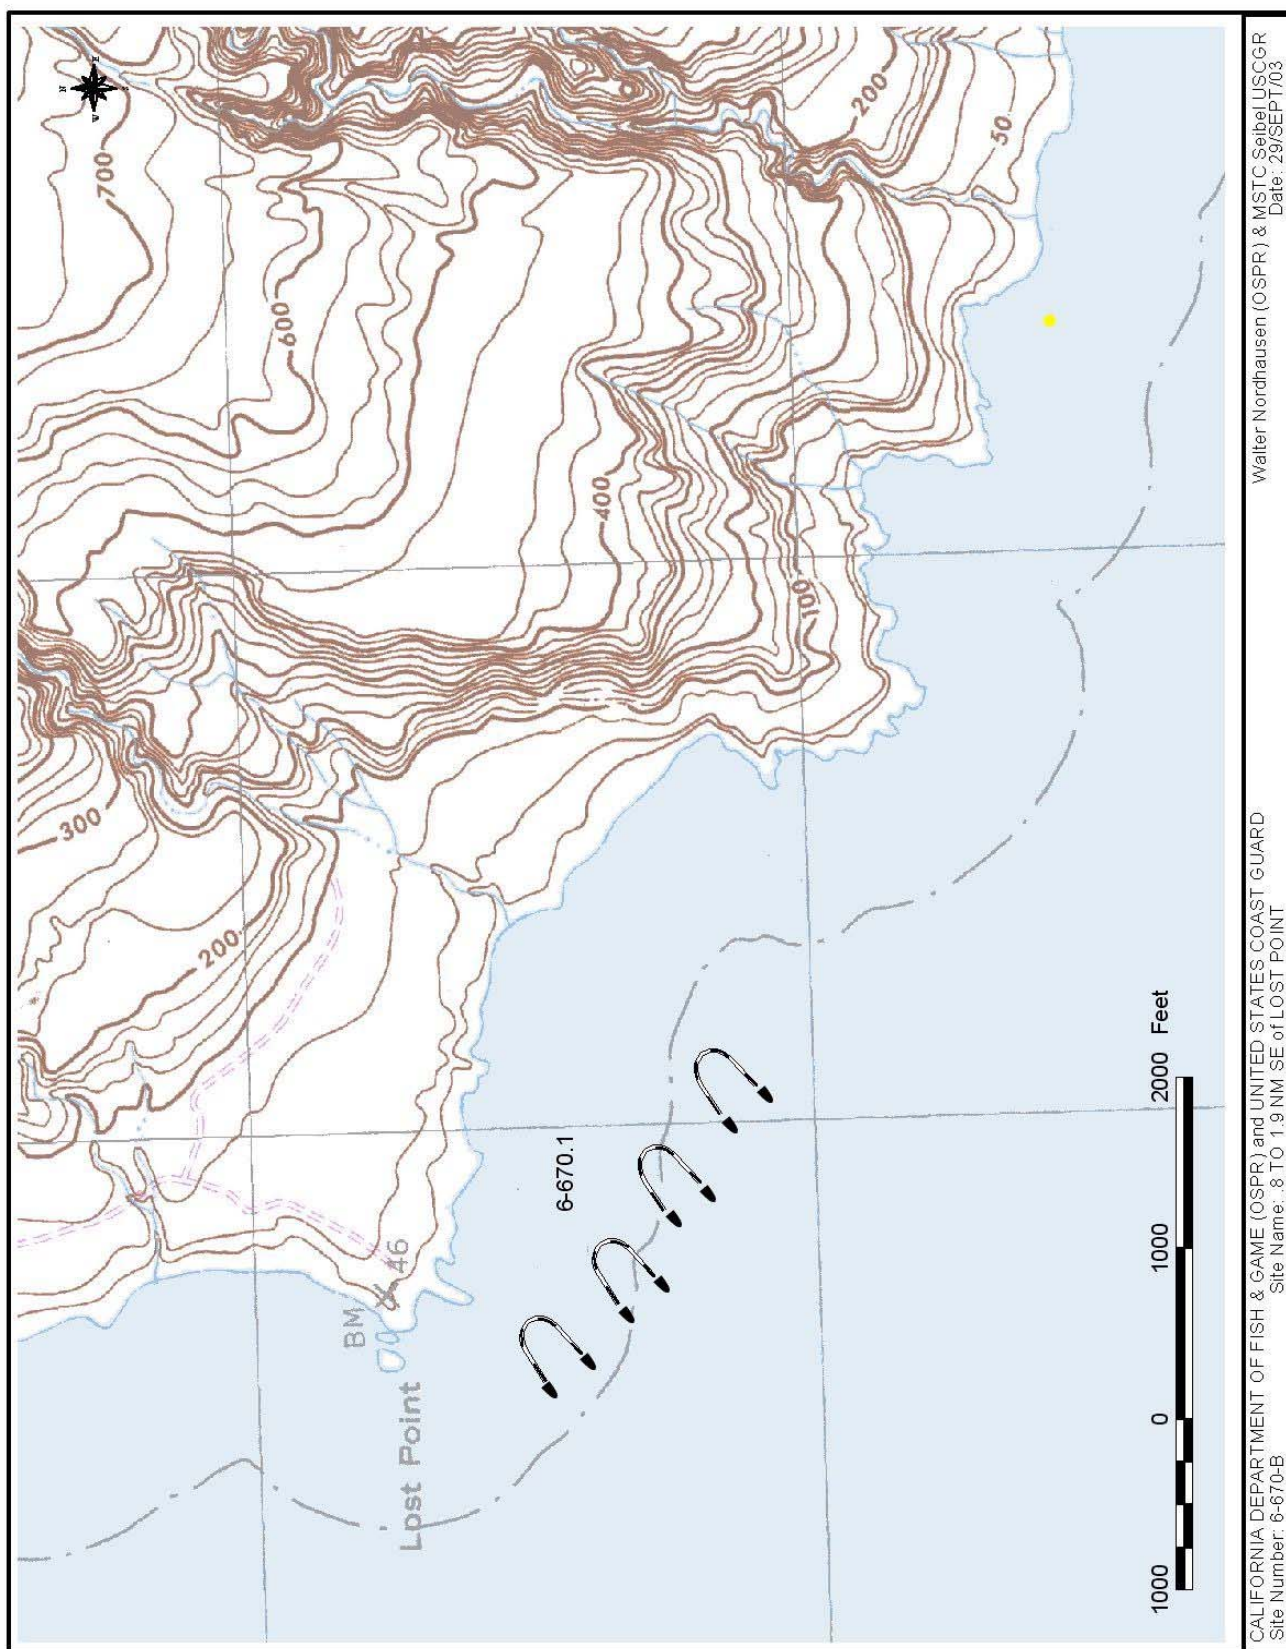 N
E
W
700
600
300
200
400
100
200
50
BM
46
Lost Point
6-670.1
1000 0 1000 2000 Feet
CALIFORNIA DEPARTMENT OF FISH & GAME (OSPR) and UNITED STATES COAST GUARD
Walter Nordhausen (OSPR) & MSTC Seibel USCGR
Site Number: 6-670-B
Site Name: .8 TO 1.9 NM SE of LOST POINT
Date: 29/SEPT/03